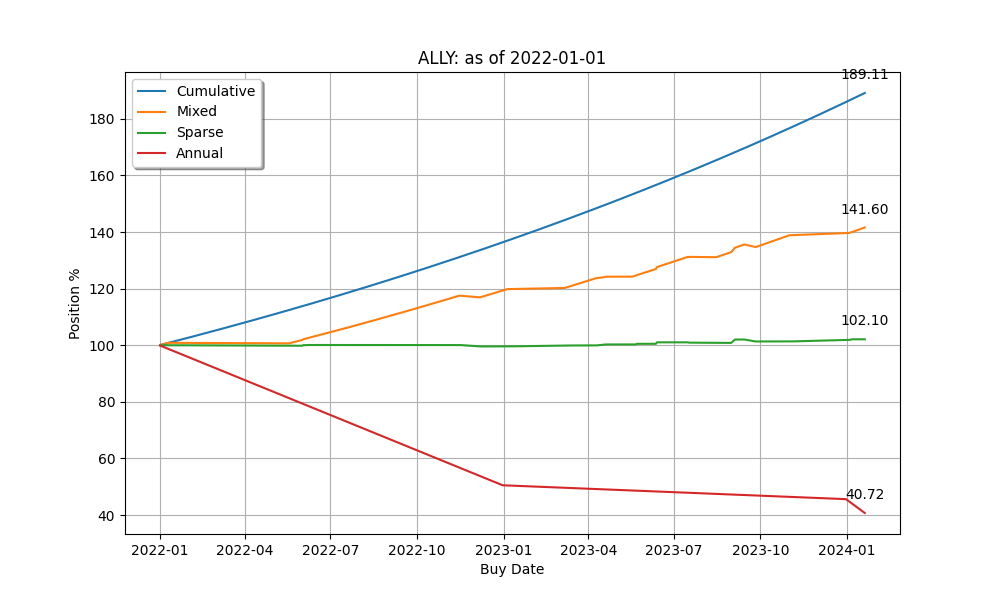 ALLY: as of 2022-01-01
Cumulative
Mixed
Sparse
Annual
189.11
141.60
102.10
40.72
Position %
180
160
140
120
100
80
60
40
2022-01 2022-04 2022-07 2022-10 2023-01 2023-04 2023-07 2023-10 2024-01
Buy Date